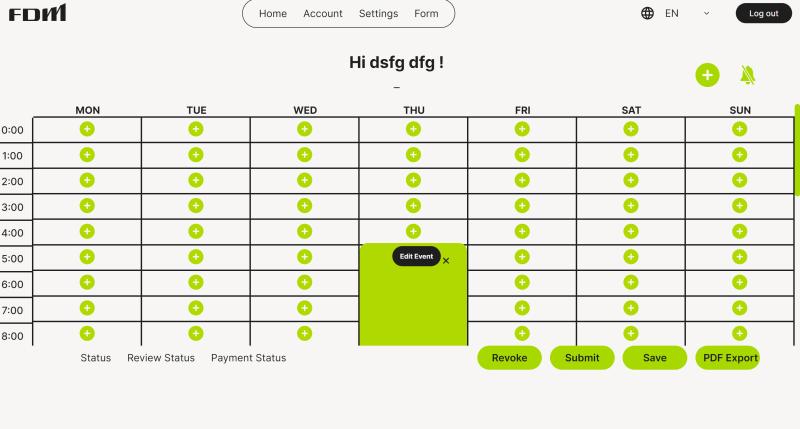 FDM
Home Account Settings Form
EN
Log out
Hi dsfg dfg !
–
MON TUE WED THU FRI SAT SUN
0:00
1:00
2:00
3:00
4:00
5:00
Edit Event
6:00
7:00
8:00
Status Review Status Payment Status
Revoke Submit Save PDF Export